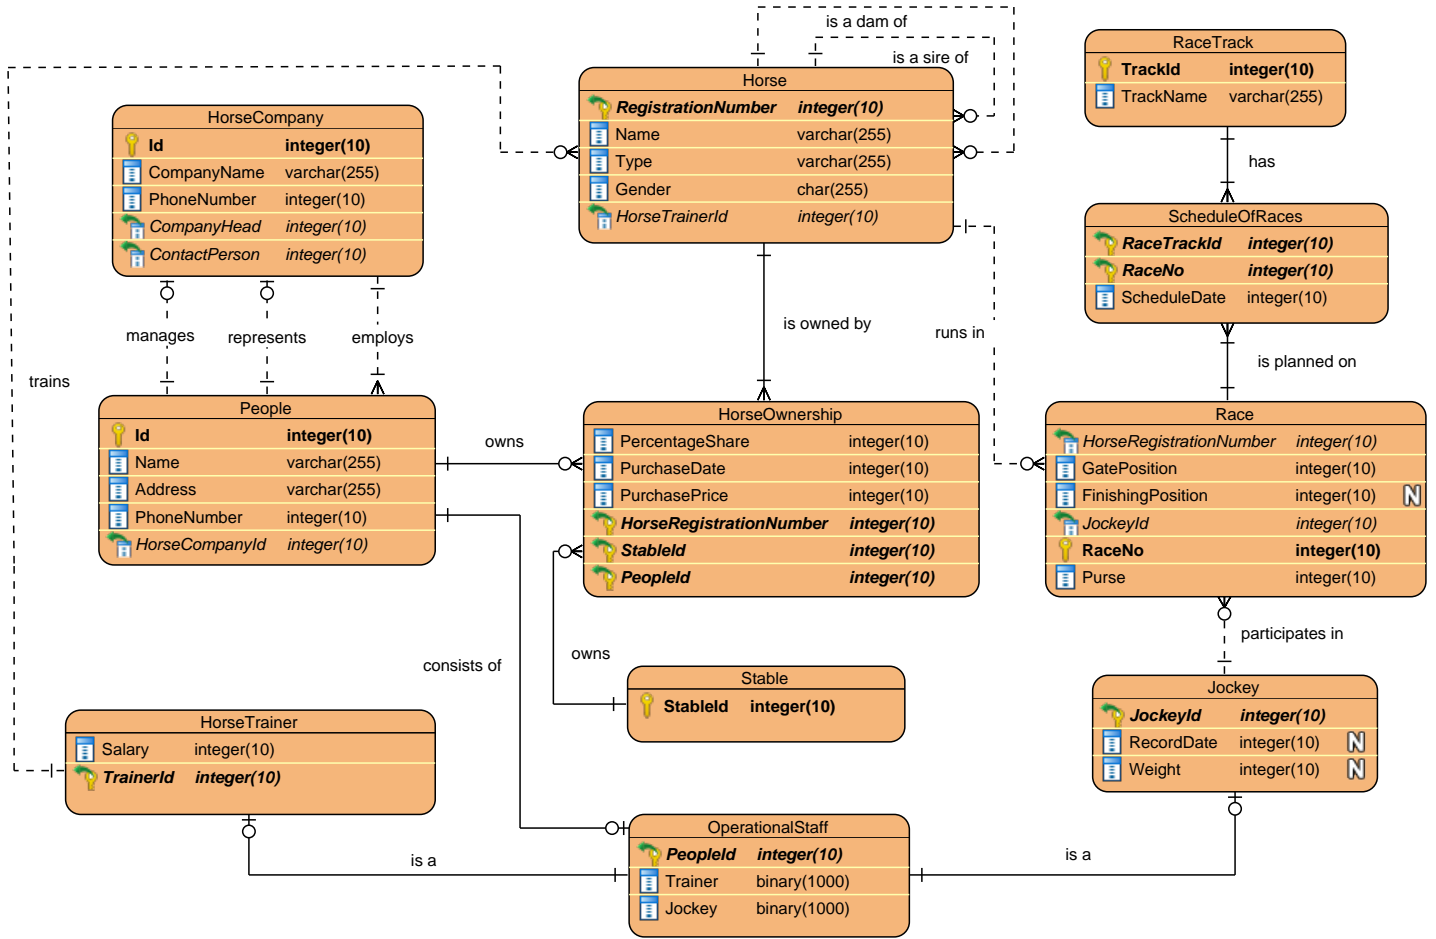 is a dam of
is a sire of
Horse
RegistrationNumber integer(10)
Name varchar(255)
Type varchar(255)
Gender char(255)
HorseTrainerId integer(10)
RaceTrack
TrackId integer(10)
TrackName varchar(255)
has
HorseCompany
Id integer(10)
CompanyName varchar(255)
PhoneNumber integer(10)
CompanyHead integer(10)
ContactPerson integer(10)
ScheduleOfRaces
RaceTrackId integer(10)
RaceNo integer(10)
ScheduleDate integer(10)
manages
represents
employs
is owned by
runs in
is planned on
trains
People
Id integer(10)
Name varchar(255)
Address varchar(255)
PhoneNumber integer(10)
HorseCompanyId integer(10)
owns
HorseOwnership
PercentageShare integer(10)
PurchaseDate integer(10)
PurchasePrice integer(10)
HorseRegistrationNumber integer(10)
StableId integer(10)
PeopleId integer(10)
Race
HorseRegistrationNumber integer(10)
GatePosition integer(10)
FinishingPosition integer(10) N
JockeyId integer(10)
RaceNo integer(10)
Purse integer(10)
participates in
consists of
owns
Stable
StableId integer(10)
Jockey
JockeyId integer(10)
RecordDate integer(10) N
Weight integer(10) N
HorseTrainer
Salary integer(10)
TrainerId integer(10)
is a
OperationalStaff
PeopleId integer(10)
Trainer binary(1000)
Jockey binary(1000)
is a